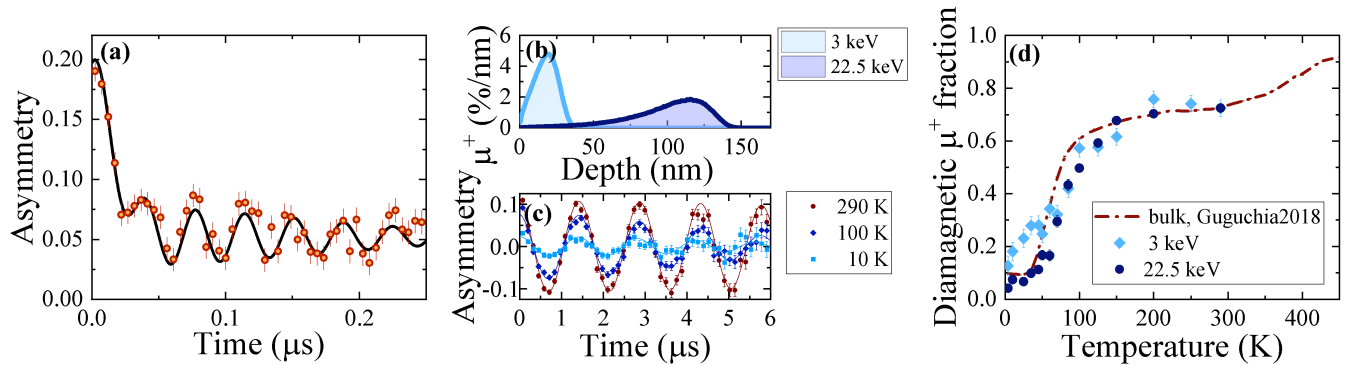 (a)
Asymmetry
0.20
0.15
0.10
0.05
0.00
0.0
0.1
0.2
Time (μs)
(b)
μ⁺ (%/nm)
6
4
2
0
0
50
100
150
Depth (nm)
3 keV
22.5 keV
(c)
Asymmetry
0.1
0.0
-0.1
0
1
2
3
4
5
6
Time (μs)
290 K
100 K
10 K
(d)
Diamagnetic μ⁺ fraction
1.0
0.8
0.6
0.4
0.2
0.0
0
100
200
300
400
Temperature (K)
bulk, Guguchia2018
3 keV
22.5 keV